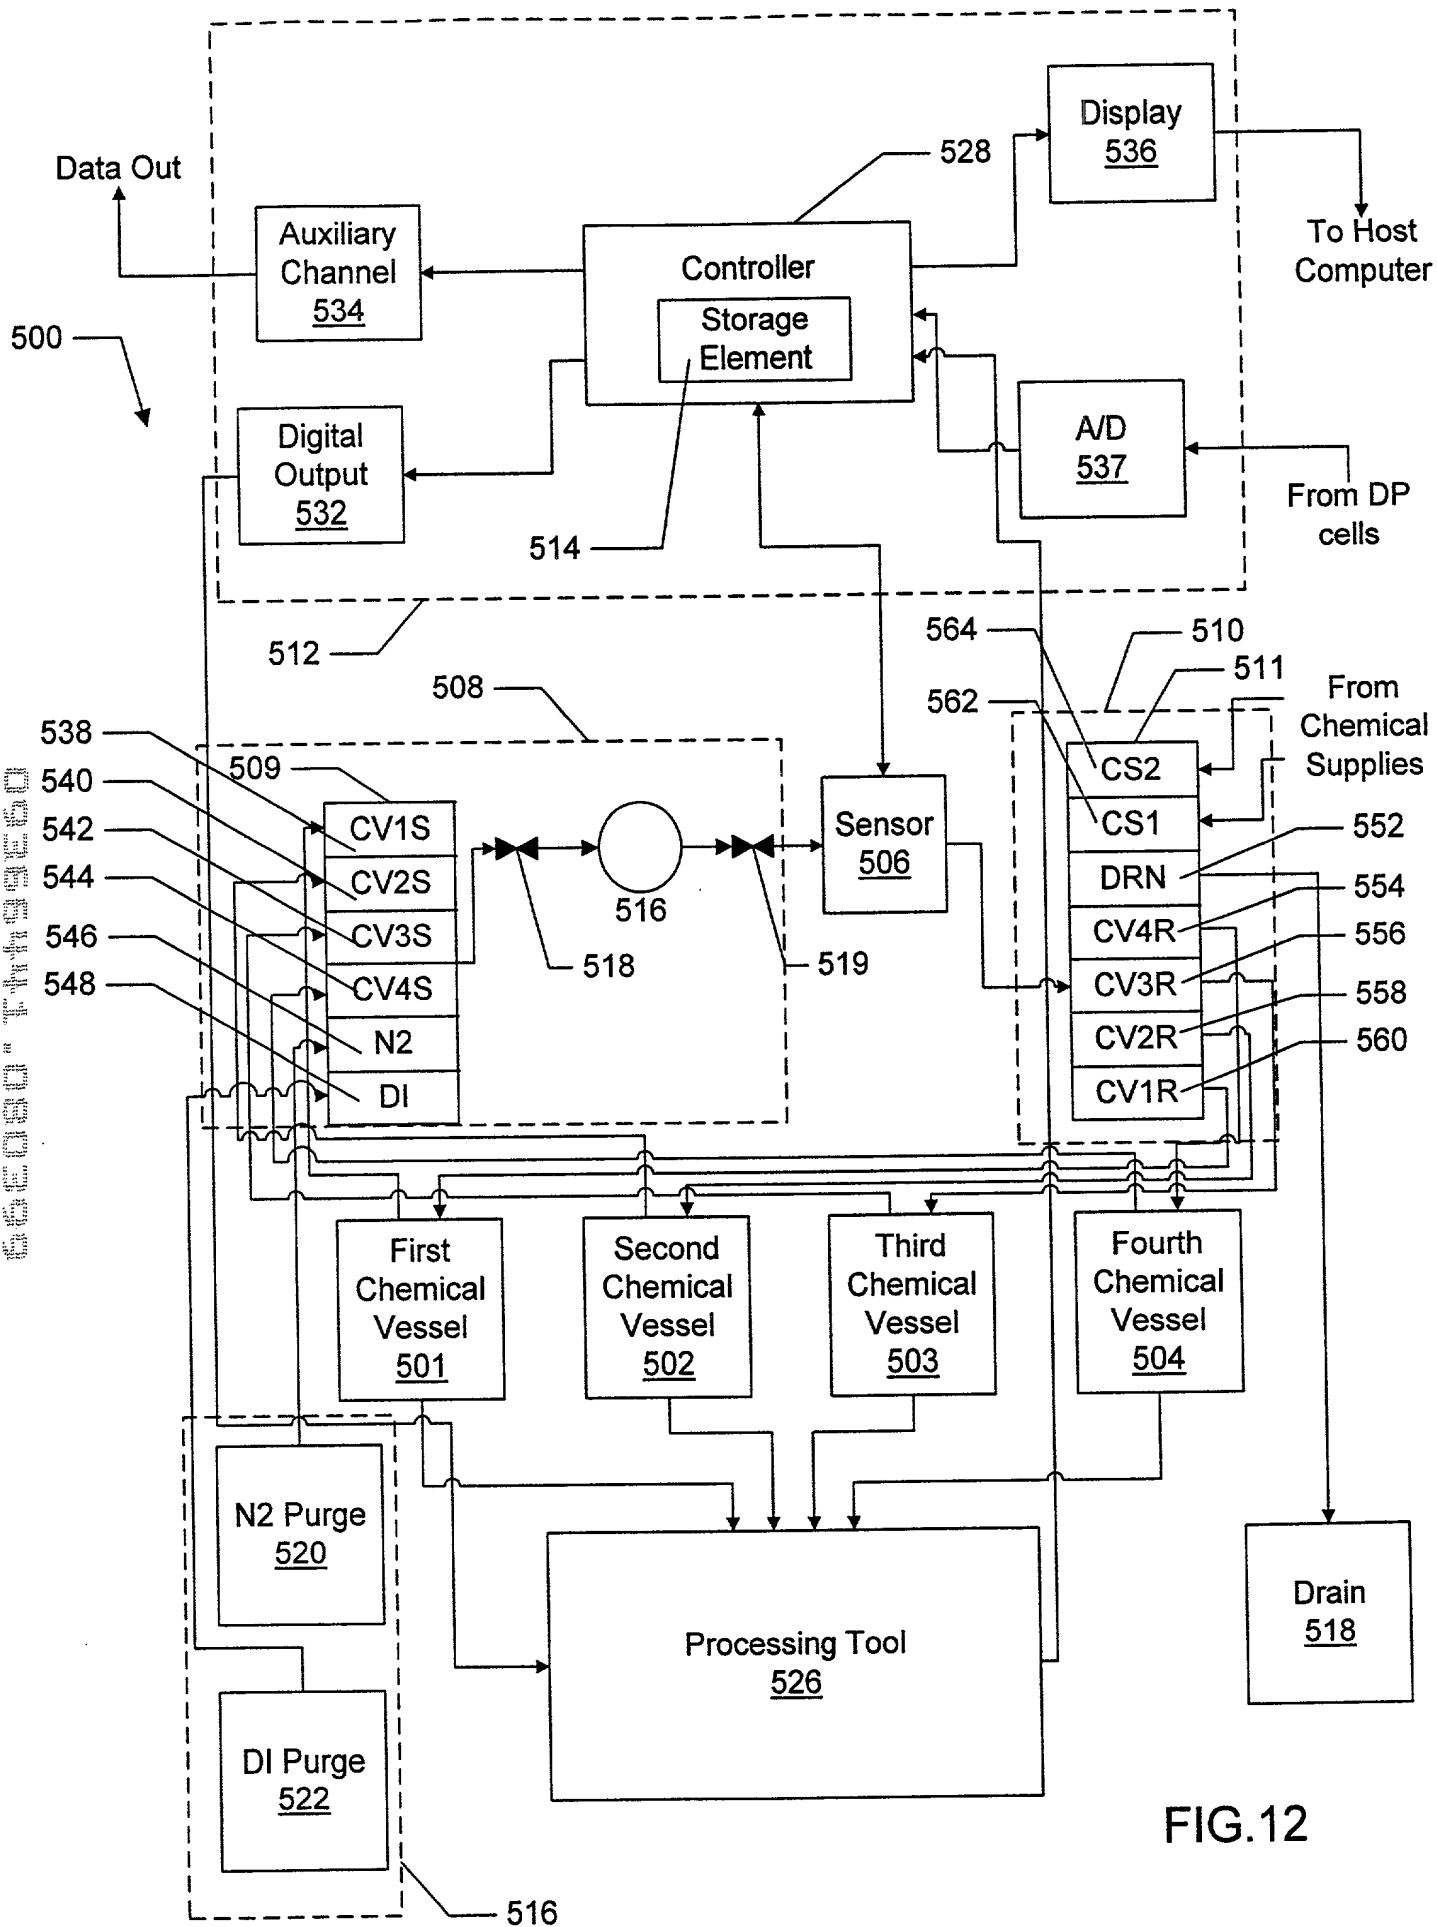 Display
536
528
Data Out
To Host
Computer
Auxiliary
Channel
534
Controller
Storage
Element
500
A/D
537
Digital
Output
532
From DP
cells
514
512
564
510
511
508
562
From
Chemical
Supplies
538
509
540
542
544
546
548
CV1S
CV2S
CV3S
CV4S
N2
DI
516
518
519
Sensor
506
CS2
CS1
DRN
CV4R
CV3R
CV2R
CV1R
552
554
556
558
560
First
Chemical
Vessel
501
Second
Chemical
Vessel
502
Third
Chemical
Vessel
503
Fourth
Chemical
Vessel
504
N2 Purge
520
Processing Tool
526
Drain
518
DI Purge
522
516
FIG.12